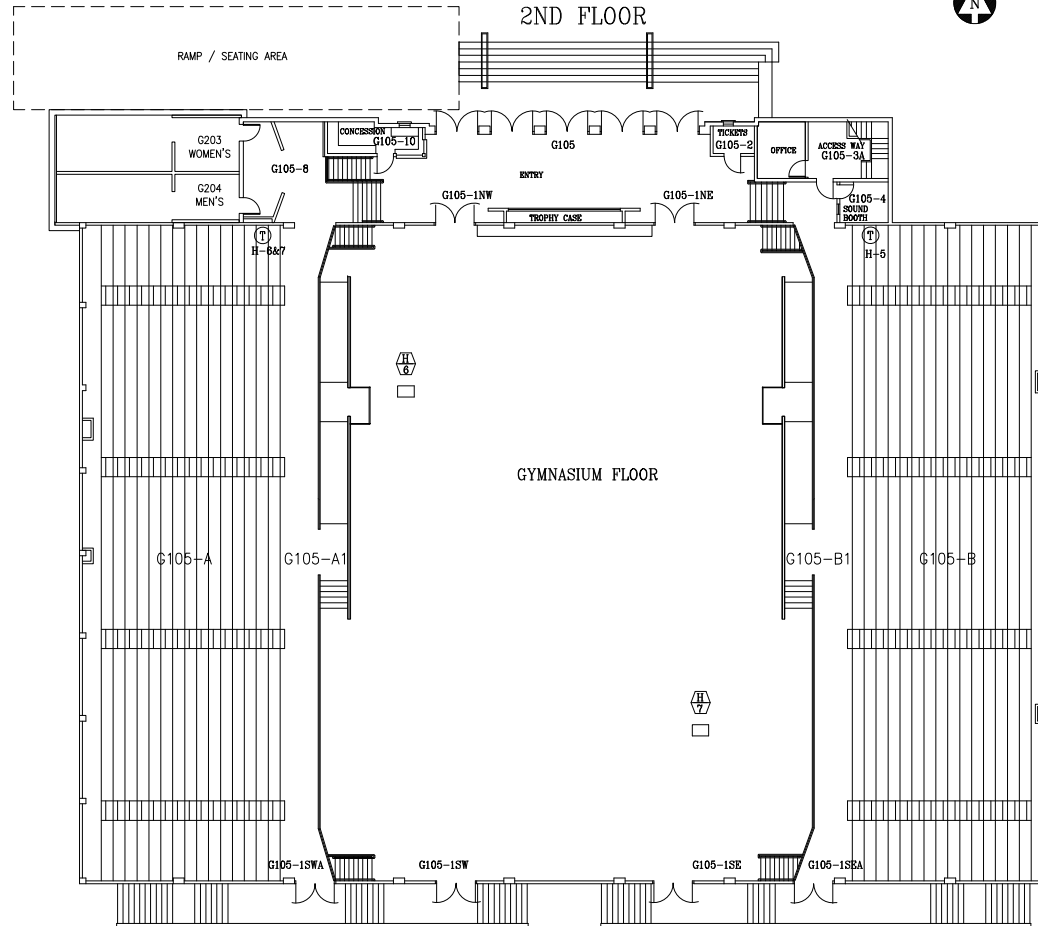 2ND FLOOR
N
RAMP / SEATING AREA
G203
WOMEN'S
G204
MEN'S
G105-8
CONCESSION
G105-10
G105
ENTRY
TICKETS
G105-2
OFFICE
ACCESS WAY
G105-3A
G105-4
SOUND
BOOTH
G105-1NW
G105-1NE
TROPHY CASE
T
H-6&7
T
H-5
H
6
GYMNASIUM FLOOR
G105-A
G105-A1
G105-B1
G105-B
H
7
G105-1SWA
G105-1SW
G105-1SE
G105-1SEA